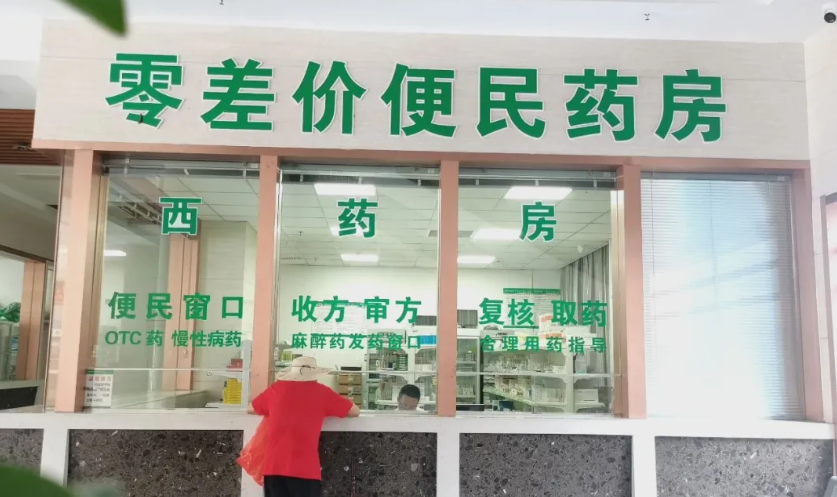 零差价便民药房
西药房
便民窗口
OTC药 慢性病药
收方 审方
麻醉药发药窗口
复核 取药
合理用药指导